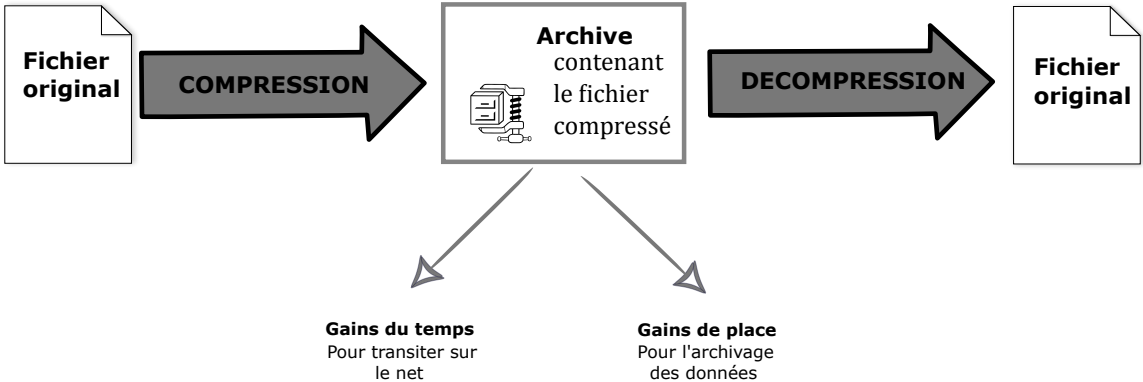 Fichier
original
COMPRESSION
Archive
contenant
le fichier
compressé
DECOMPRESSION
Fichier
original
Gains du temps
Pour transiter sur
le net
Gains de place
Pour l'archivage
des données